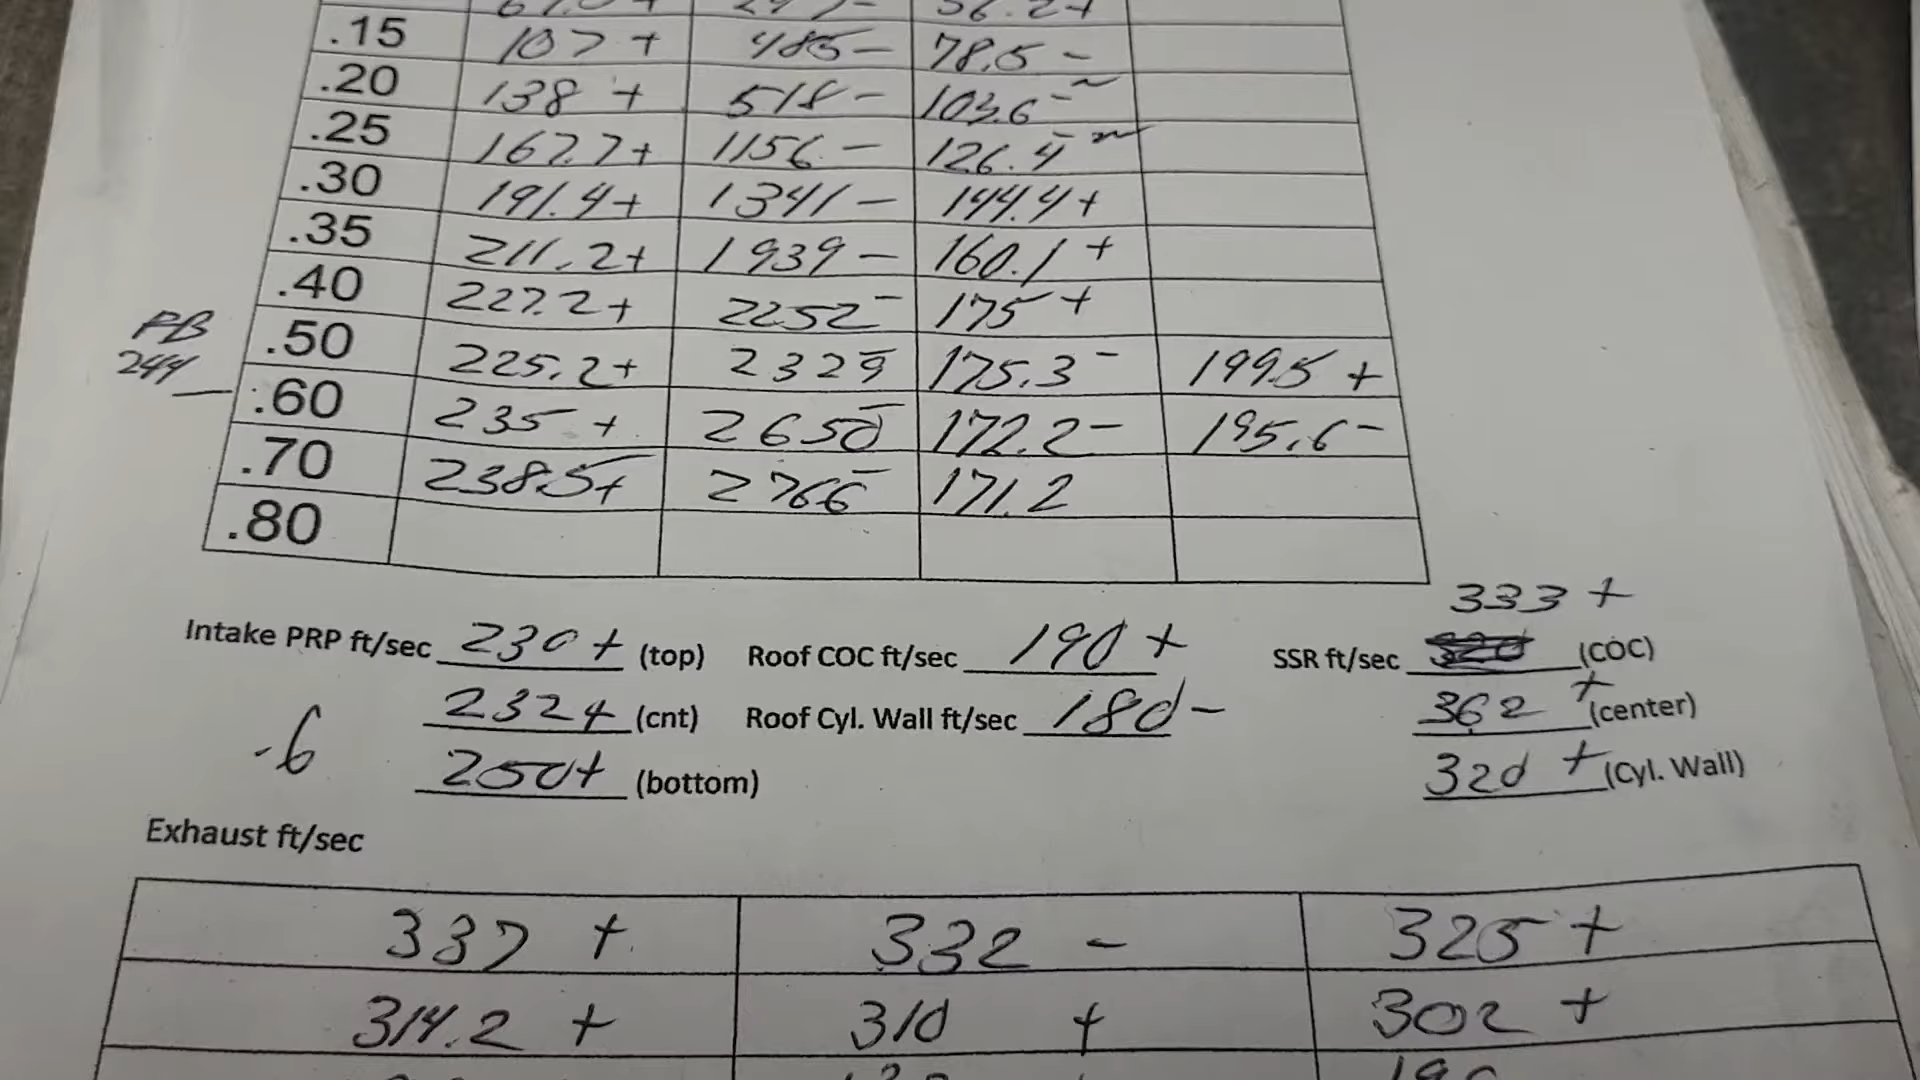 .15 107 + 485 - 78.5 -
.20 138 + 518 - 103.6 - ~
.25 167.7+ 1156 - 126.4 - ~
.30 191.4+ 1341 - 144.4+
.35 211.2+ 1939 - 160.1 +
.40 227.2+ 2252 - 175 +
PB
244
.50 225.2+ 2329 - 175.3 - 199.5 +
.60 235 + 2650 - 172.2 - 195.6 -
.70 238.5+ 2766 - 171.2
.80
333 +
Intake PRP ft/sec 230 + (top) Roof COC ft/sec 190 + SSR ft/sec (COC)
232+ (cnt) Roof Cyl. Wall ft/sec 180 - 362 + (center)
-6 250+ (bottom) 320 + (Cyl. Wall)
Exhaust ft/sec
337 + 332 - 325 +
314.2 + 310 + 302 +